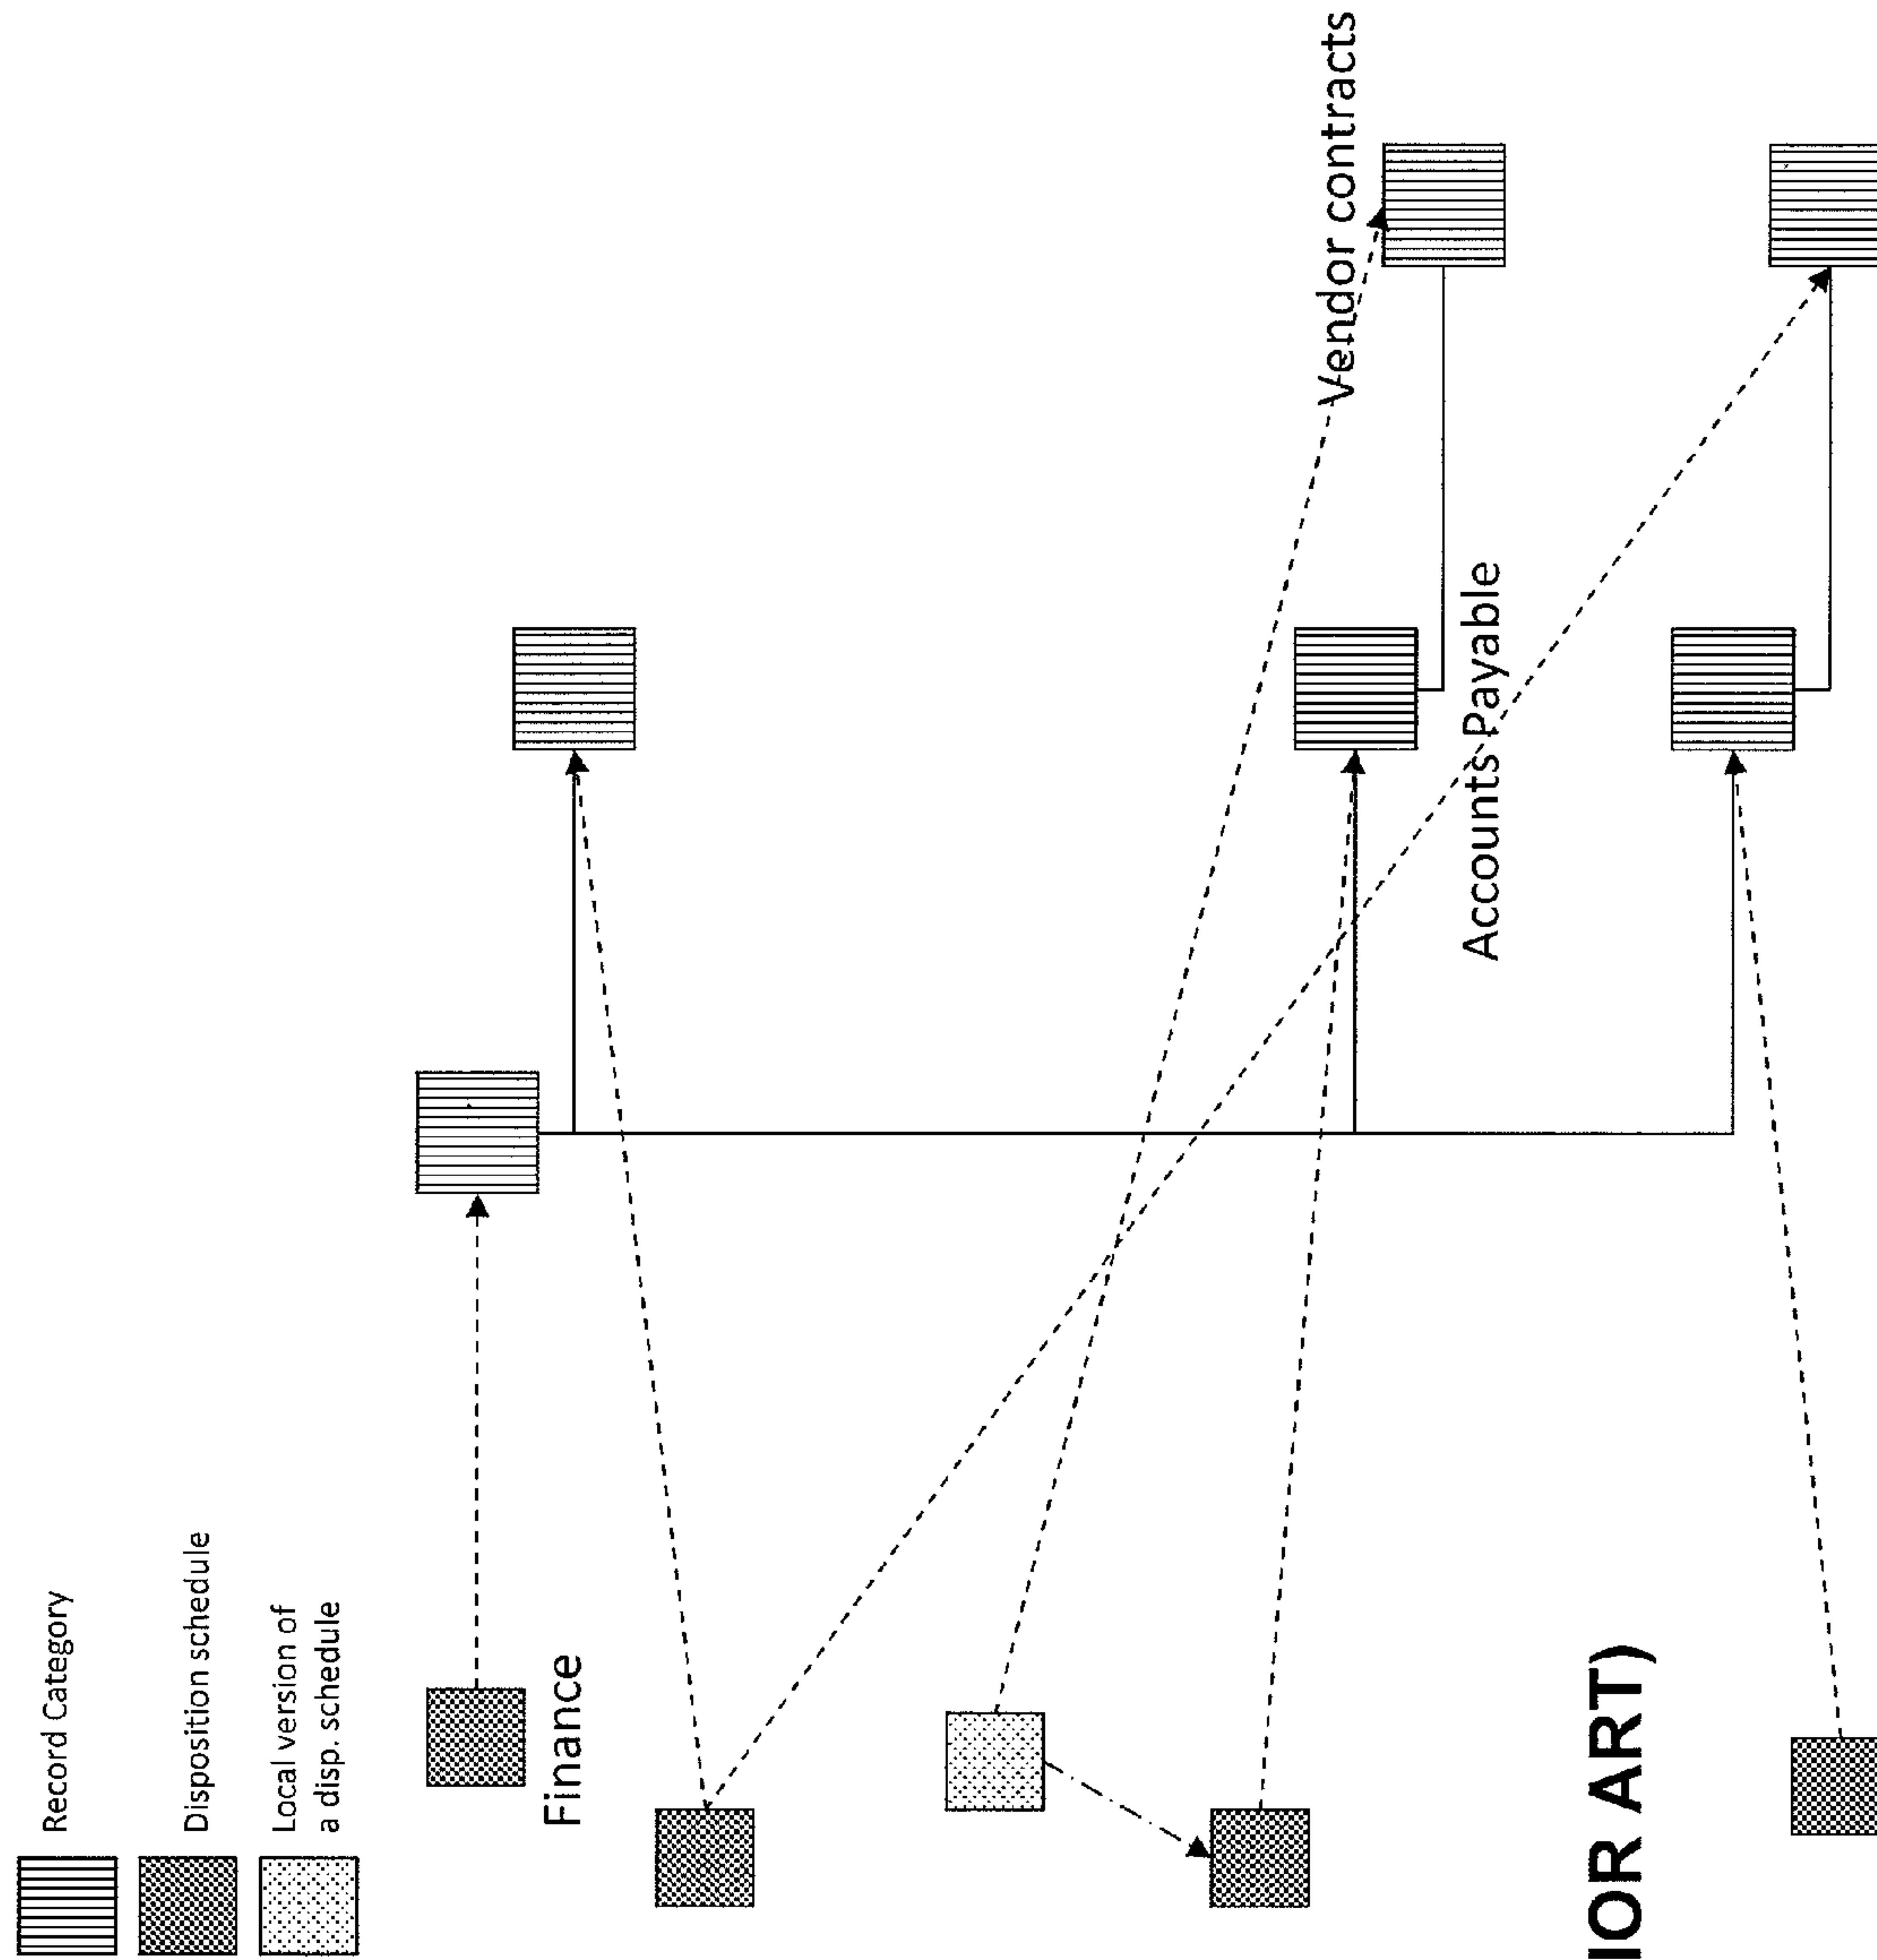 Record Category
Disposition schedule
Local version of
a disp. schedule
Finance
Vendor contracts
Accounts Payable
IOR ART)